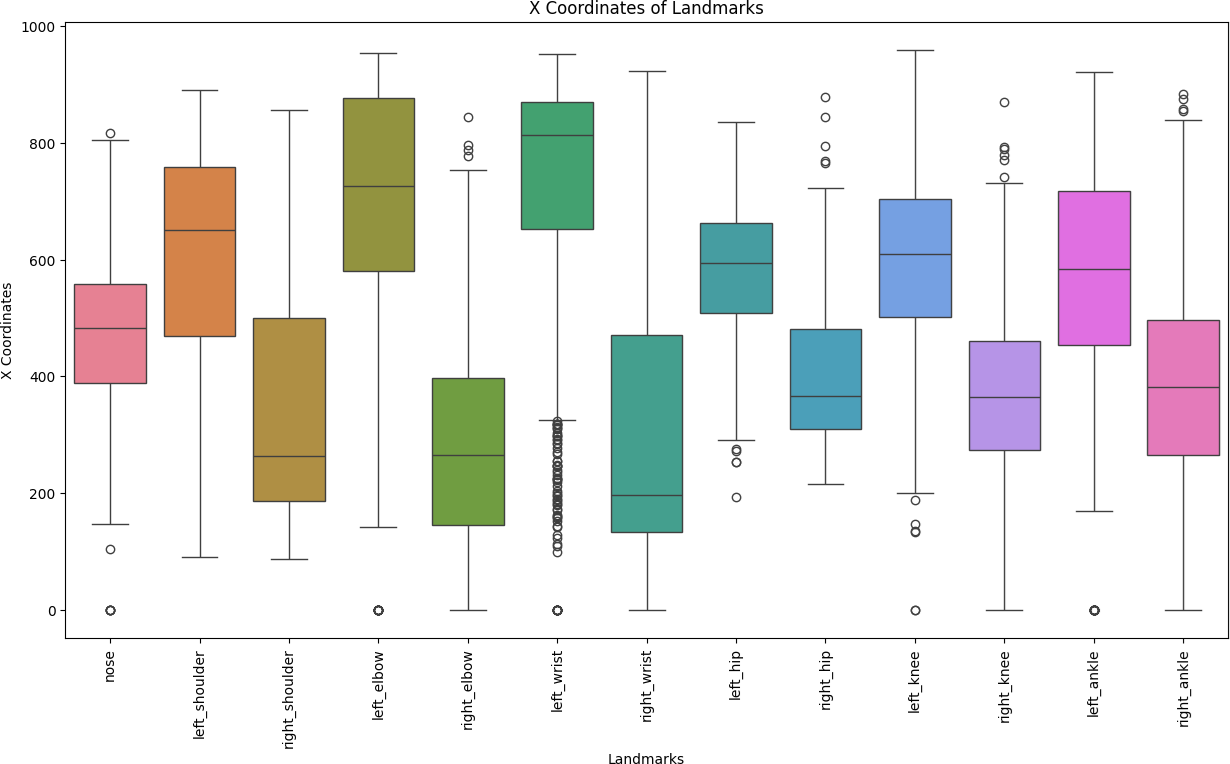 X Coordinates of Landmarks
X Coordinates
1000
800
600
400
200
0
nose
left_shoulder
right_shoulder
left_elbow
right_elbow
left_wrist
right_wrist
left_hip
right_hip
left_knee
right_knee
left_ankle
right_ankle
Landmarks